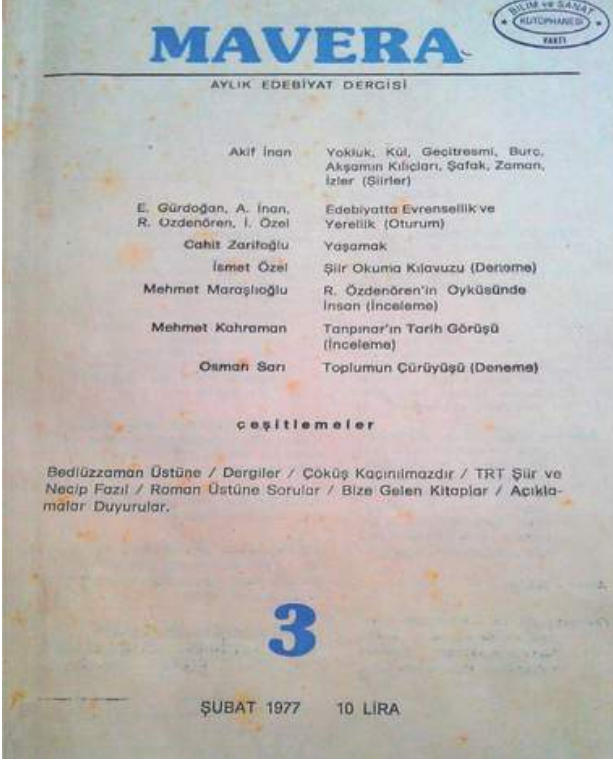 BİLİM ve SANAT
KÜTÜPHANESİ
VAKFI
MAVERA
AYLIK EDEBİYAT DERGİSİ
Akif İnan Yokluk, Kül, Geçitresmi, Burç,
Akşamın Kılıçları, Şafak, Zaman,
İzler (Şiirler)
E. Gürdoğan, A. İnan, Edebiyatta Evrensellik ve
R. Özdenören, İ. Özel Yerellik (Oturum)
Cahit Zarifoğlu Yaşamak
İsmet Özel Şiir Okuma Kılavuzu (Deneme)
Mehmet Maraşlıoğlu R. Özdenören'in Öyküsünde
İnsan (İnceleme)
Mehmet Kahraman Tanpınar'ın Tarih Görüşü
(İnceleme)
Osman Sarı Toplumun Çürüyüşü (Deneme)
çeşitlemeler
Bediüzzaman Üstüne / Dergiler / Çöküş Kaçınılmazdır / TRT Şiir ve
Necip Fazıl / Roman Üstüne Sorular / Bize Gelen Kitaplar / Açıkla-
malar Duyurular.
3
ŞUBAT 1977 10 LİRA